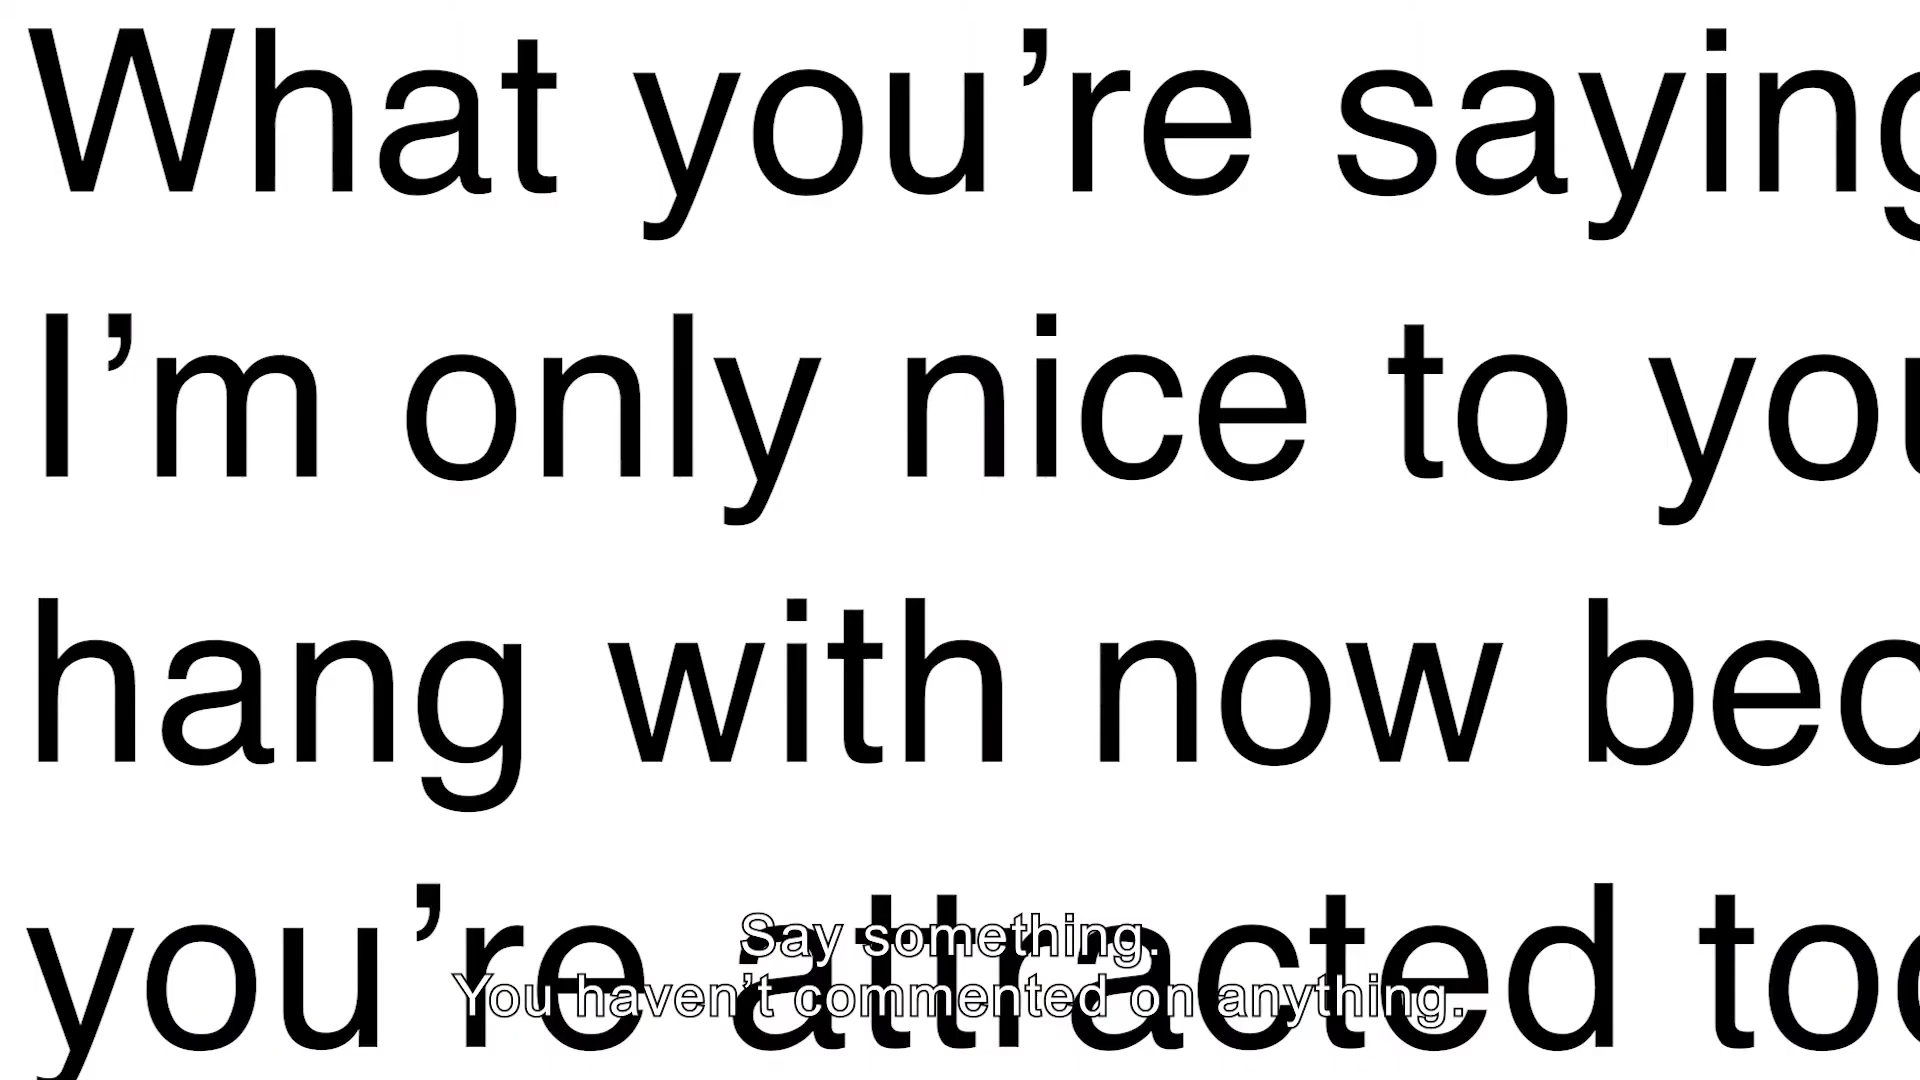 What you're saying
I'm only nice to you
hang with now bec
you're attracted too
Say something.
You haven't commented on anything.